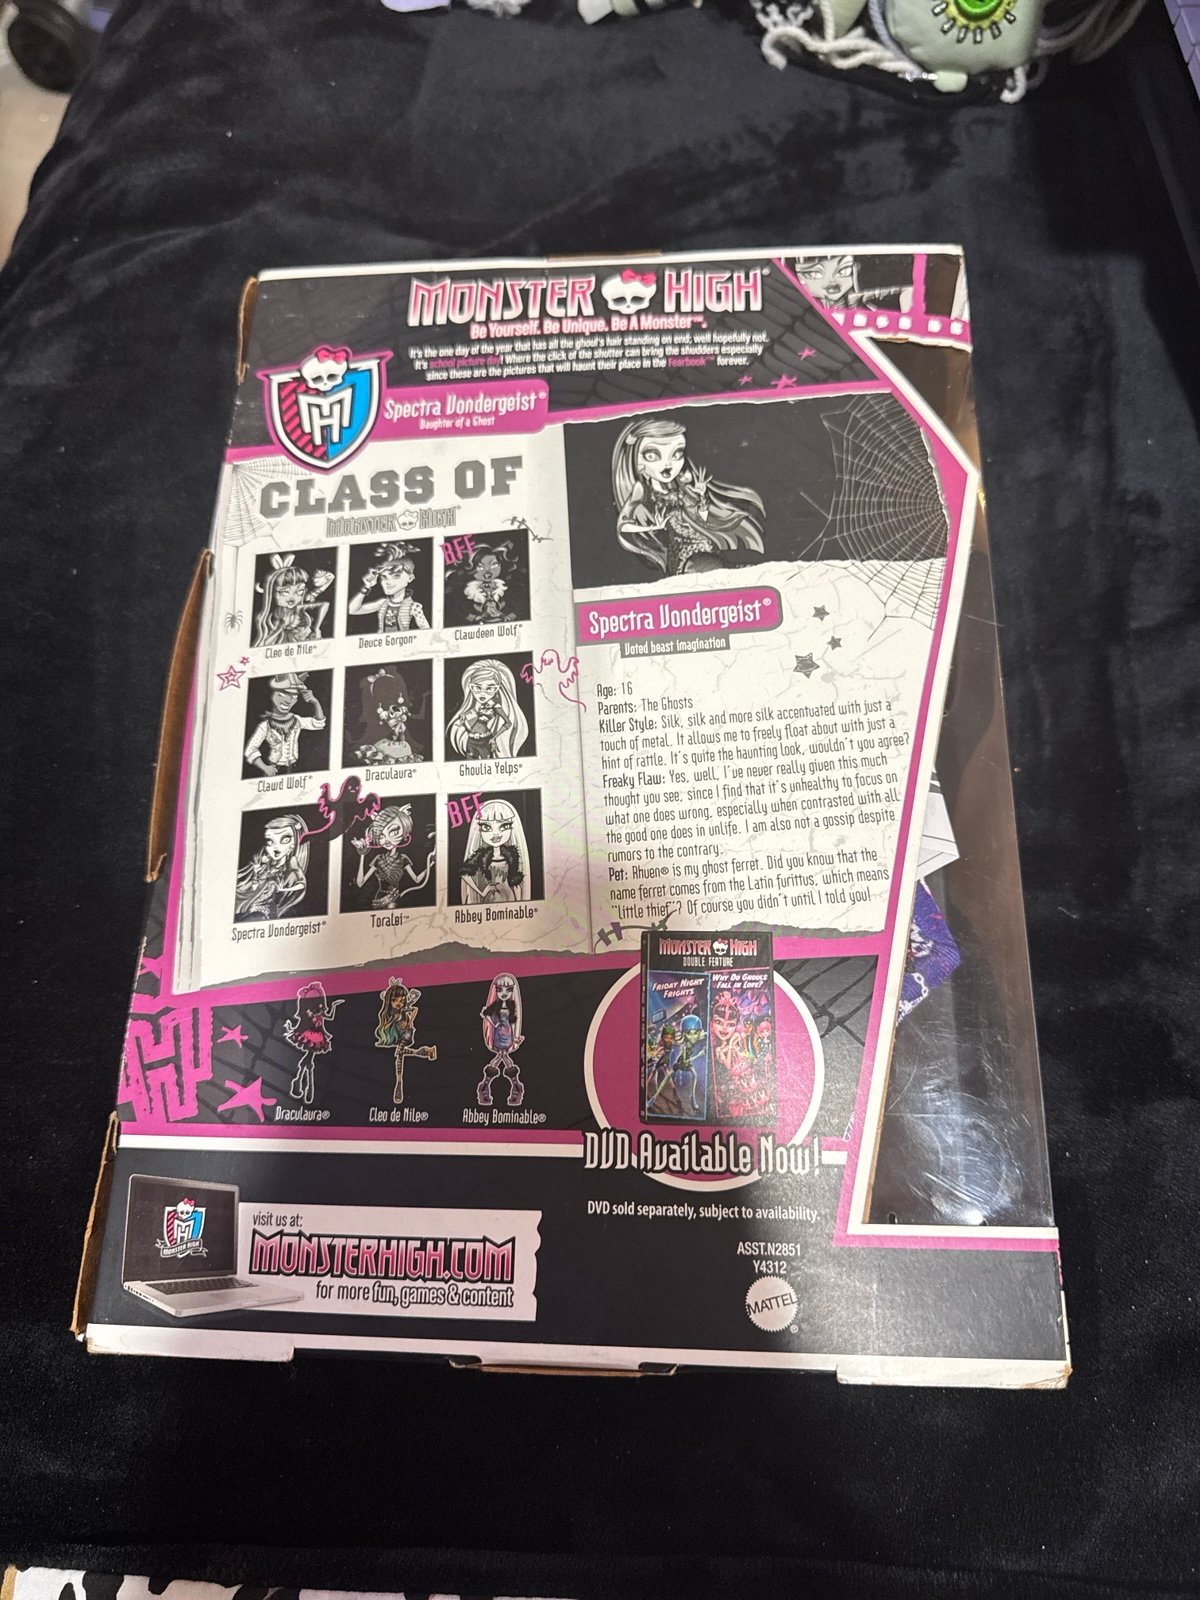 MONSTER HIGH®
Be Yourself. Be Unique. Be A Monster™.
It's the one day of the year that has all the ghoul's hair standing on end, well hopefully not.
It's school picture day! Where the click of the shutter can bring the shudders especially
since these are the pictures that will haunt their place in the Fearbook™ forever.
Spectra Vondergeist®
Daughter of a Ghost
CLASS OF
MONSTER HIGH®
BFF
Cleo de Nile®
Deuce Gorgon®
Clawdeen Wolf®
Clawd Wolf®
Draculaura®
Ghoulia Yelps®
BFF
Spectra Vondergeist®
Toralei™
Abbey Bominable®
Spectra Vondergeist®
Voted beast imagination
Age: 16
Parents: The Ghosts
Killer Style: Silk, silk and more silk accentuated with just a
touch of metal. It allows me to freely float about with just a
hint of rattle. It's quite the haunting look, wouldn't you agree?
Freaky Flaw: Yes, well, I've never really given this much
thought you see, since I find that it's unhealthy to focus on
what one does wrong, especially when contrasted with all
the good one does in unlife. I am also not a gossip despite
rumors to the contrary.
Pet: Rhuen® is my ghost ferret. Did you know that the
name ferret comes from the Latin furittus, which means
"little thief"? Of course you didn't until I told you!
Draculaura®
Cleo de Nile®
Abbey Bominable®
MONSTER HIGH
DOUBLE FEATURE
FRIDAY NIGHT
FRIGHTS
WHY DO GHOULS
FALL IN LOVE?
DVD Available Now!
DVD sold separately, subject to availability.
MONSTER HIGH
visit us at:
MONSTERHIGH.COM
for more fun, games & content
ASST.N2851
Y4312
MATTEL®